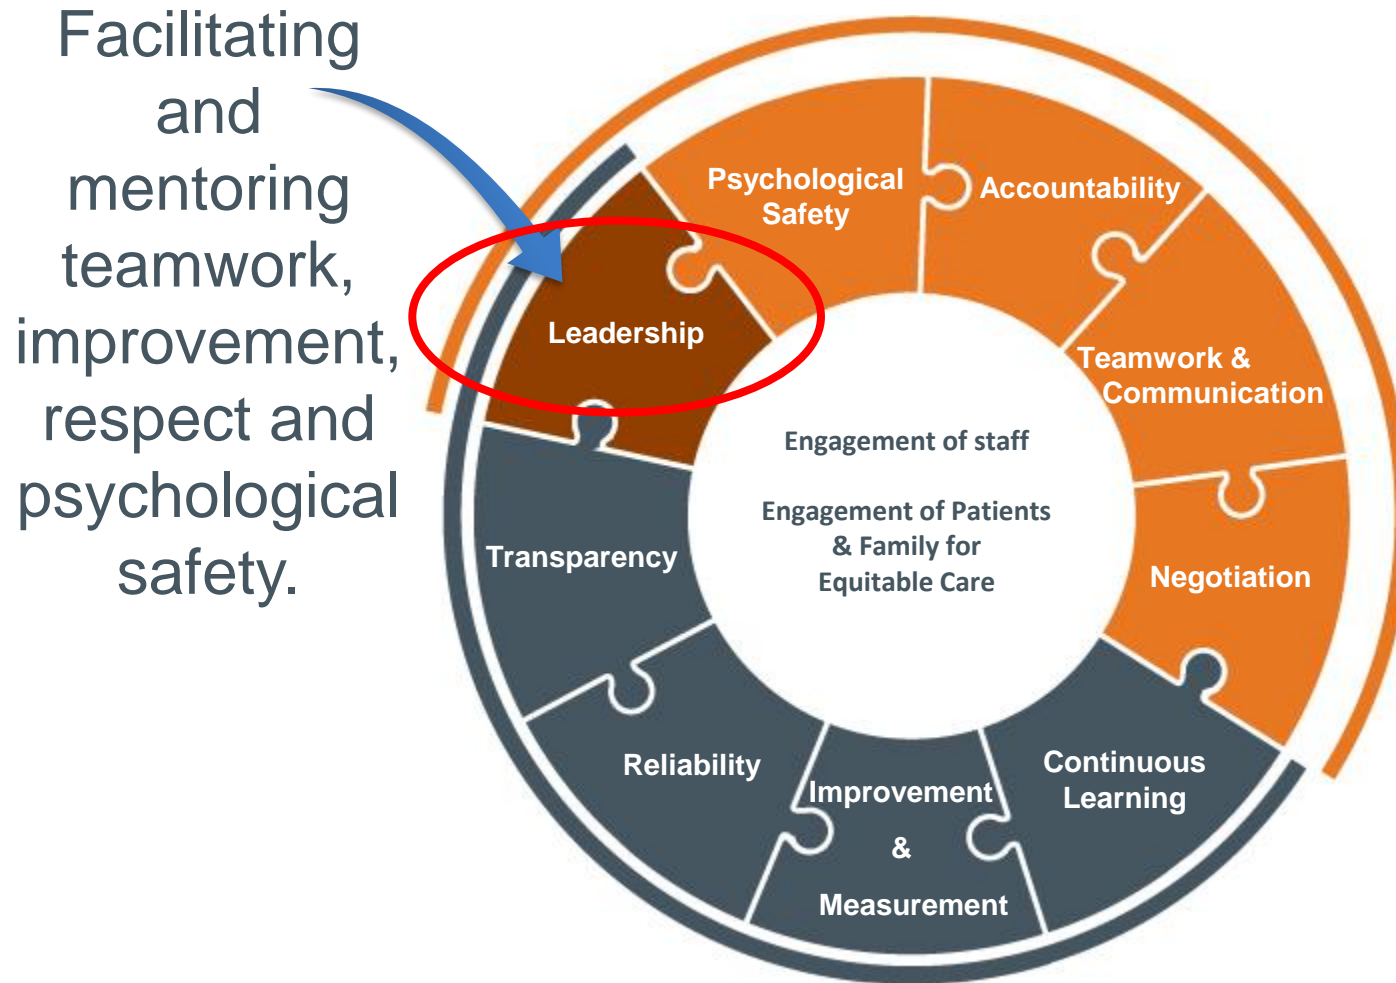 Facilitating
and
mentoring
teamwork,
improvement,
respect and
psychological
safety.
Psychological
Safety
Accountability
Teamwork &
Communication
Negotiation
Continuous
Learning
Improvement
&
Measurement
Reliability
Transparency
Leadership
Engagement of staff
Engagement of Patients
& Family for
Equitable Care